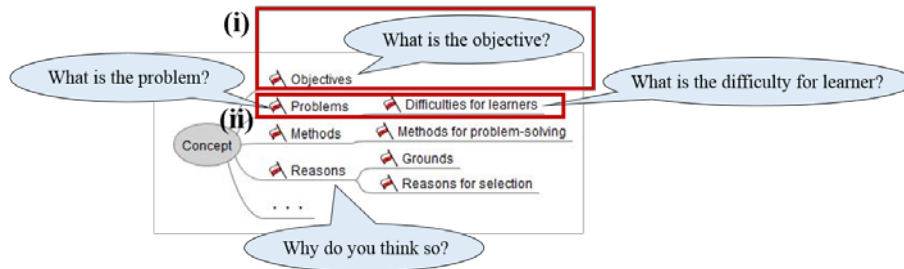 (i)
What is the objective?
What is the problem?
Objectives
What is the difficulty for learner?
Problems
Difficulties for learners
(ii)
Methods
Methods for problem-solving
Concept
Reasons
Grounds
Reasons for selection
. . .
Why do you think so?